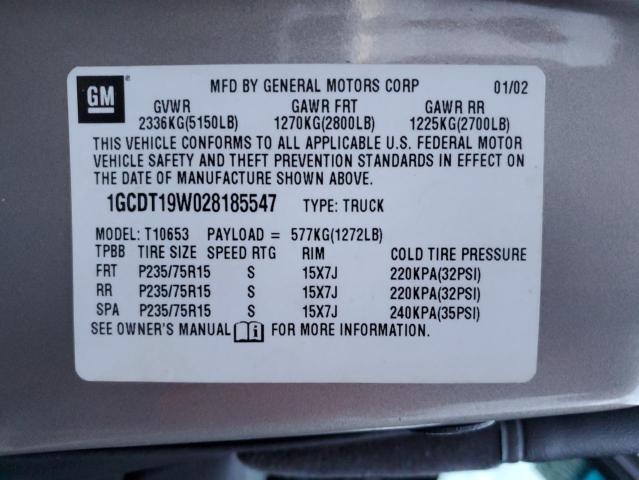 GM ® MFD BY GENERAL MOTORS CORP 01/02
GVWR GAWR FRT GAWR RR
2336KG(5150LB) 1270KG(2800LB) 1225KG(2700LB)
THIS VEHICLE CONFORMS TO ALL APPLICABLE U.S. FEDERAL MOTOR
VEHICLE SAFETY AND THEFT PREVENTION STANDARDS IN EFFECT ON
THE DATE OF MANUFACTURE SHOWN ABOVE.
1GCDT19W028185547 TYPE: TRUCK
MODEL: T10653 PAYLOAD = 577KG(1272LB)
TPBB TIRE SIZE SPEED RTG RIM COLD TIRE PRESSURE
FRT P235/75R15 S 15X7J 220KPA(32PSI)
RR P235/75R15 S 15X7J 220KPA(32PSI)
SPA P235/75R15 S 15X7J 240KPA(35PSI)
SEE OWNER'S MANUAL i FOR MORE INFORMATION.